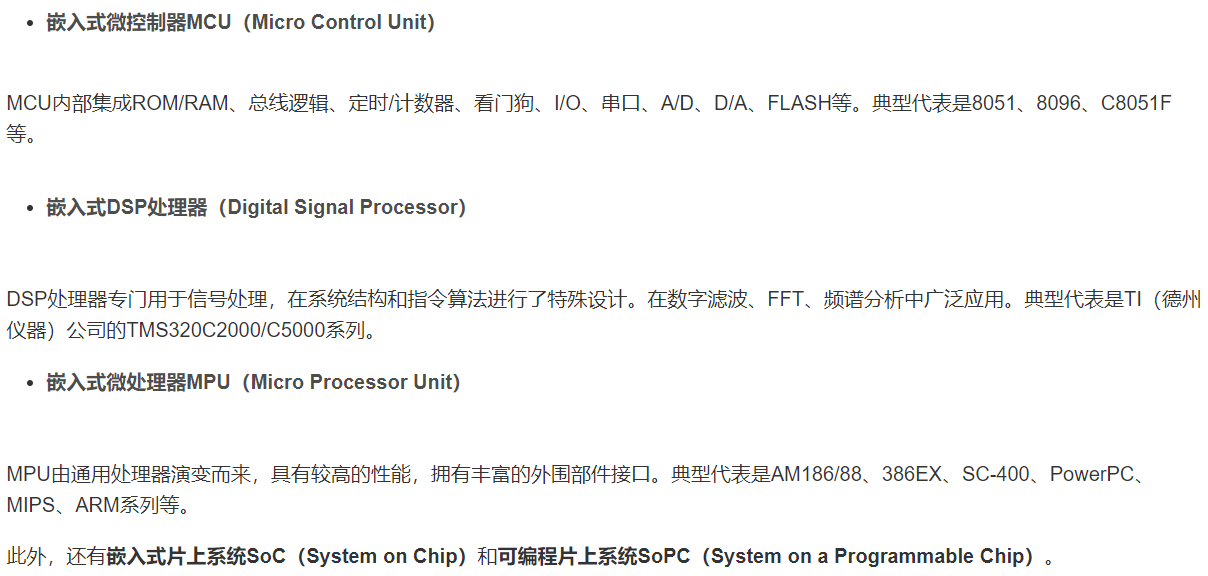 • 嵌入式微控制器MCU（Micro Control Unit）
MCU内部集成ROM/RAM、总线逻辑、定时/计数器、看门狗、I/O、串口、A/D、D/A、FLASH等。典型代表是8051、8096、C8051F
等。
• 嵌入式DSP处理器（Digital Signal Processor）
DSP处理器专门用于信号处理，在系统结构和指令算法进行了特殊设计。在数字滤波、FFT、频谱分析中广泛应用。典型代表是TI（德州
仪器）公司的TMS320C2000/C5000系列。
• 嵌入式微处理器MPU（Micro Processor Unit）
MPU由通用处理器演变而来，具有较高的性能，拥有丰富的外围部件接口。典型代表是AM186/88、386EX、SC-400、PowerPC、
MIPS、ARM系列等。
此外，还有嵌入式片上系统SoC（System on Chip）和可编程片上系统SoPC（System on a Programmable Chip）。